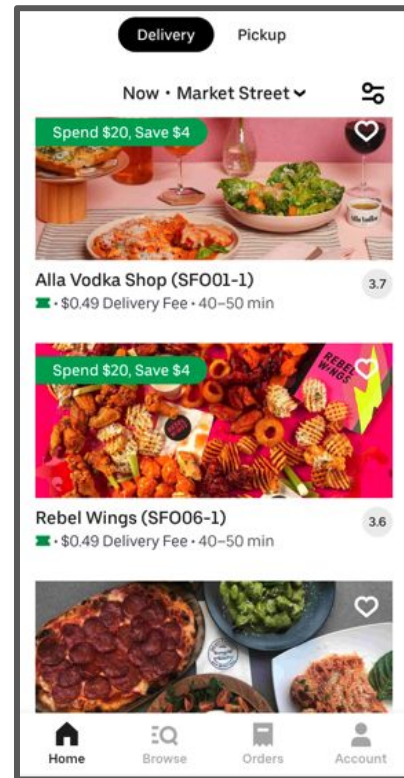 Delivery Pickup
Now • Market Street
Spend $20, Save $4
Alla Vodka
Alla Vodka Shop (SFO01-1) 3.7
• $0.49 Delivery Fee • 40–50 min
Spend $20, Save $4
REBEL
WINGS
Rebel Wings (SFO06-1) 3.6
• $0.49 Delivery Fee • 40–50 min
Home Browse Orders Account